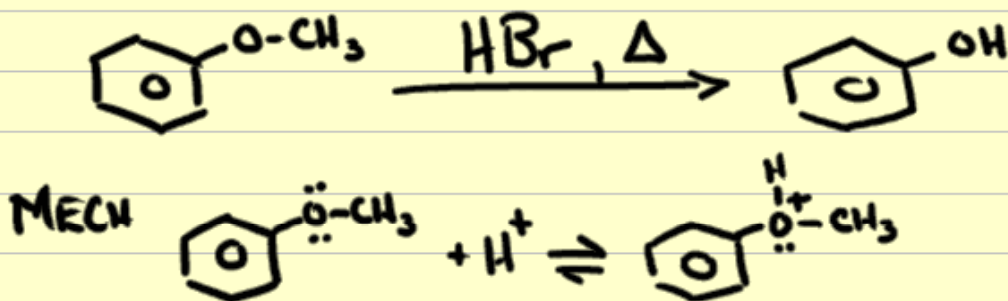 O-CH3 HBr, Δ OH
MECH O-CH3 + H+ ⇌ H O+ -CH3